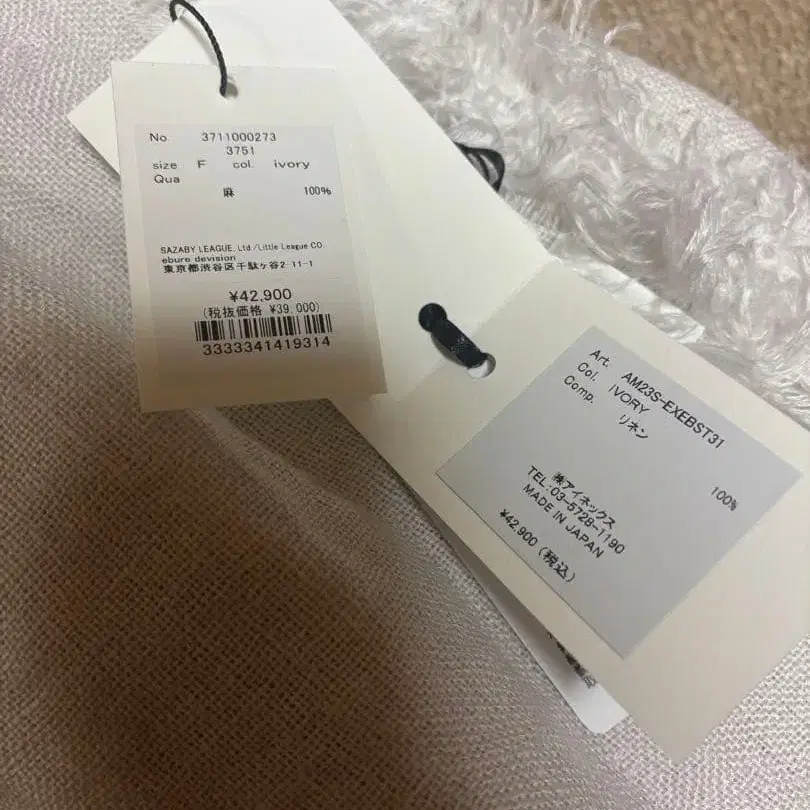 No. 3711000273
3751
size F col. ivory
Qua
麻 100%
SAZABY LEAGUE, Ltd /Little League CO.
ebure devision
東京都渋谷区千駄ヶ谷2-11-1
¥42,900
(税抜価格 ¥39,000)
3333341419314
Art. AM23S-EXEBST31
Col. IVORY
Comp. リネン 100%
㈱アイネックス
TEL:03-5728-1190
MADE IN JAPAN
¥42,900 (税込)